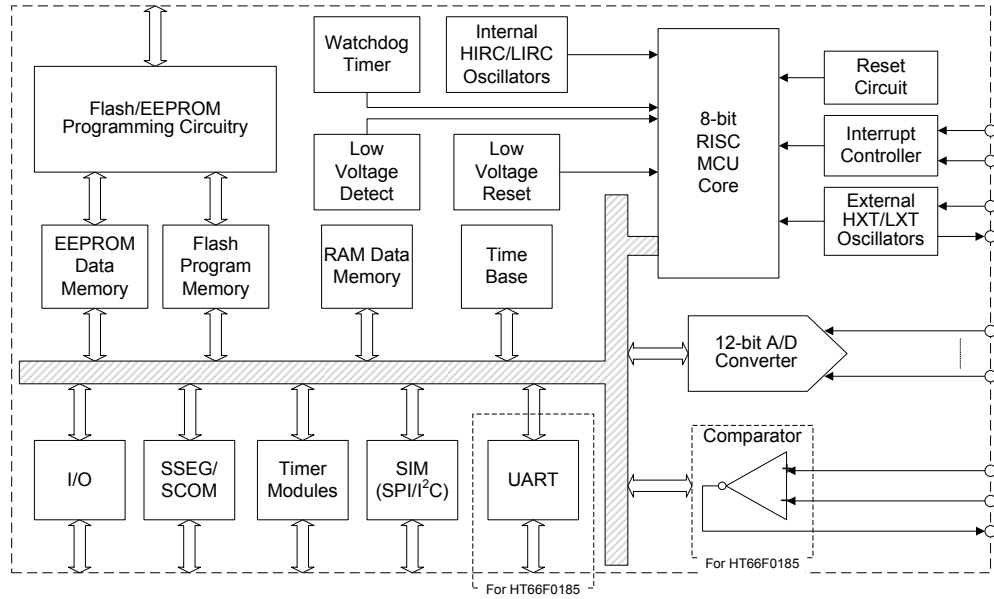 Flash/EEPROM
Programming Circuitry
Watchdog
Timer
Internal
HIRC/LIRC
Oscillators
8-bit
RISC
MCU
Core
Reset
Circuit
Interrupt
Controller
External
HXT/LXT
Oscillators
Low
Voltage
Detect
Low
Voltage
Reset
EEPROM
Data
Memory
Flash
Program
Memory
RAM Data
Memory
Time
Base
12-bit A/D
Converter
I/O
SSEG/
SCOM
Timer
Modules
SIM
(SPI/I²C)
UART
For HT66F0185
Comparator
+
-
For HT66F0185